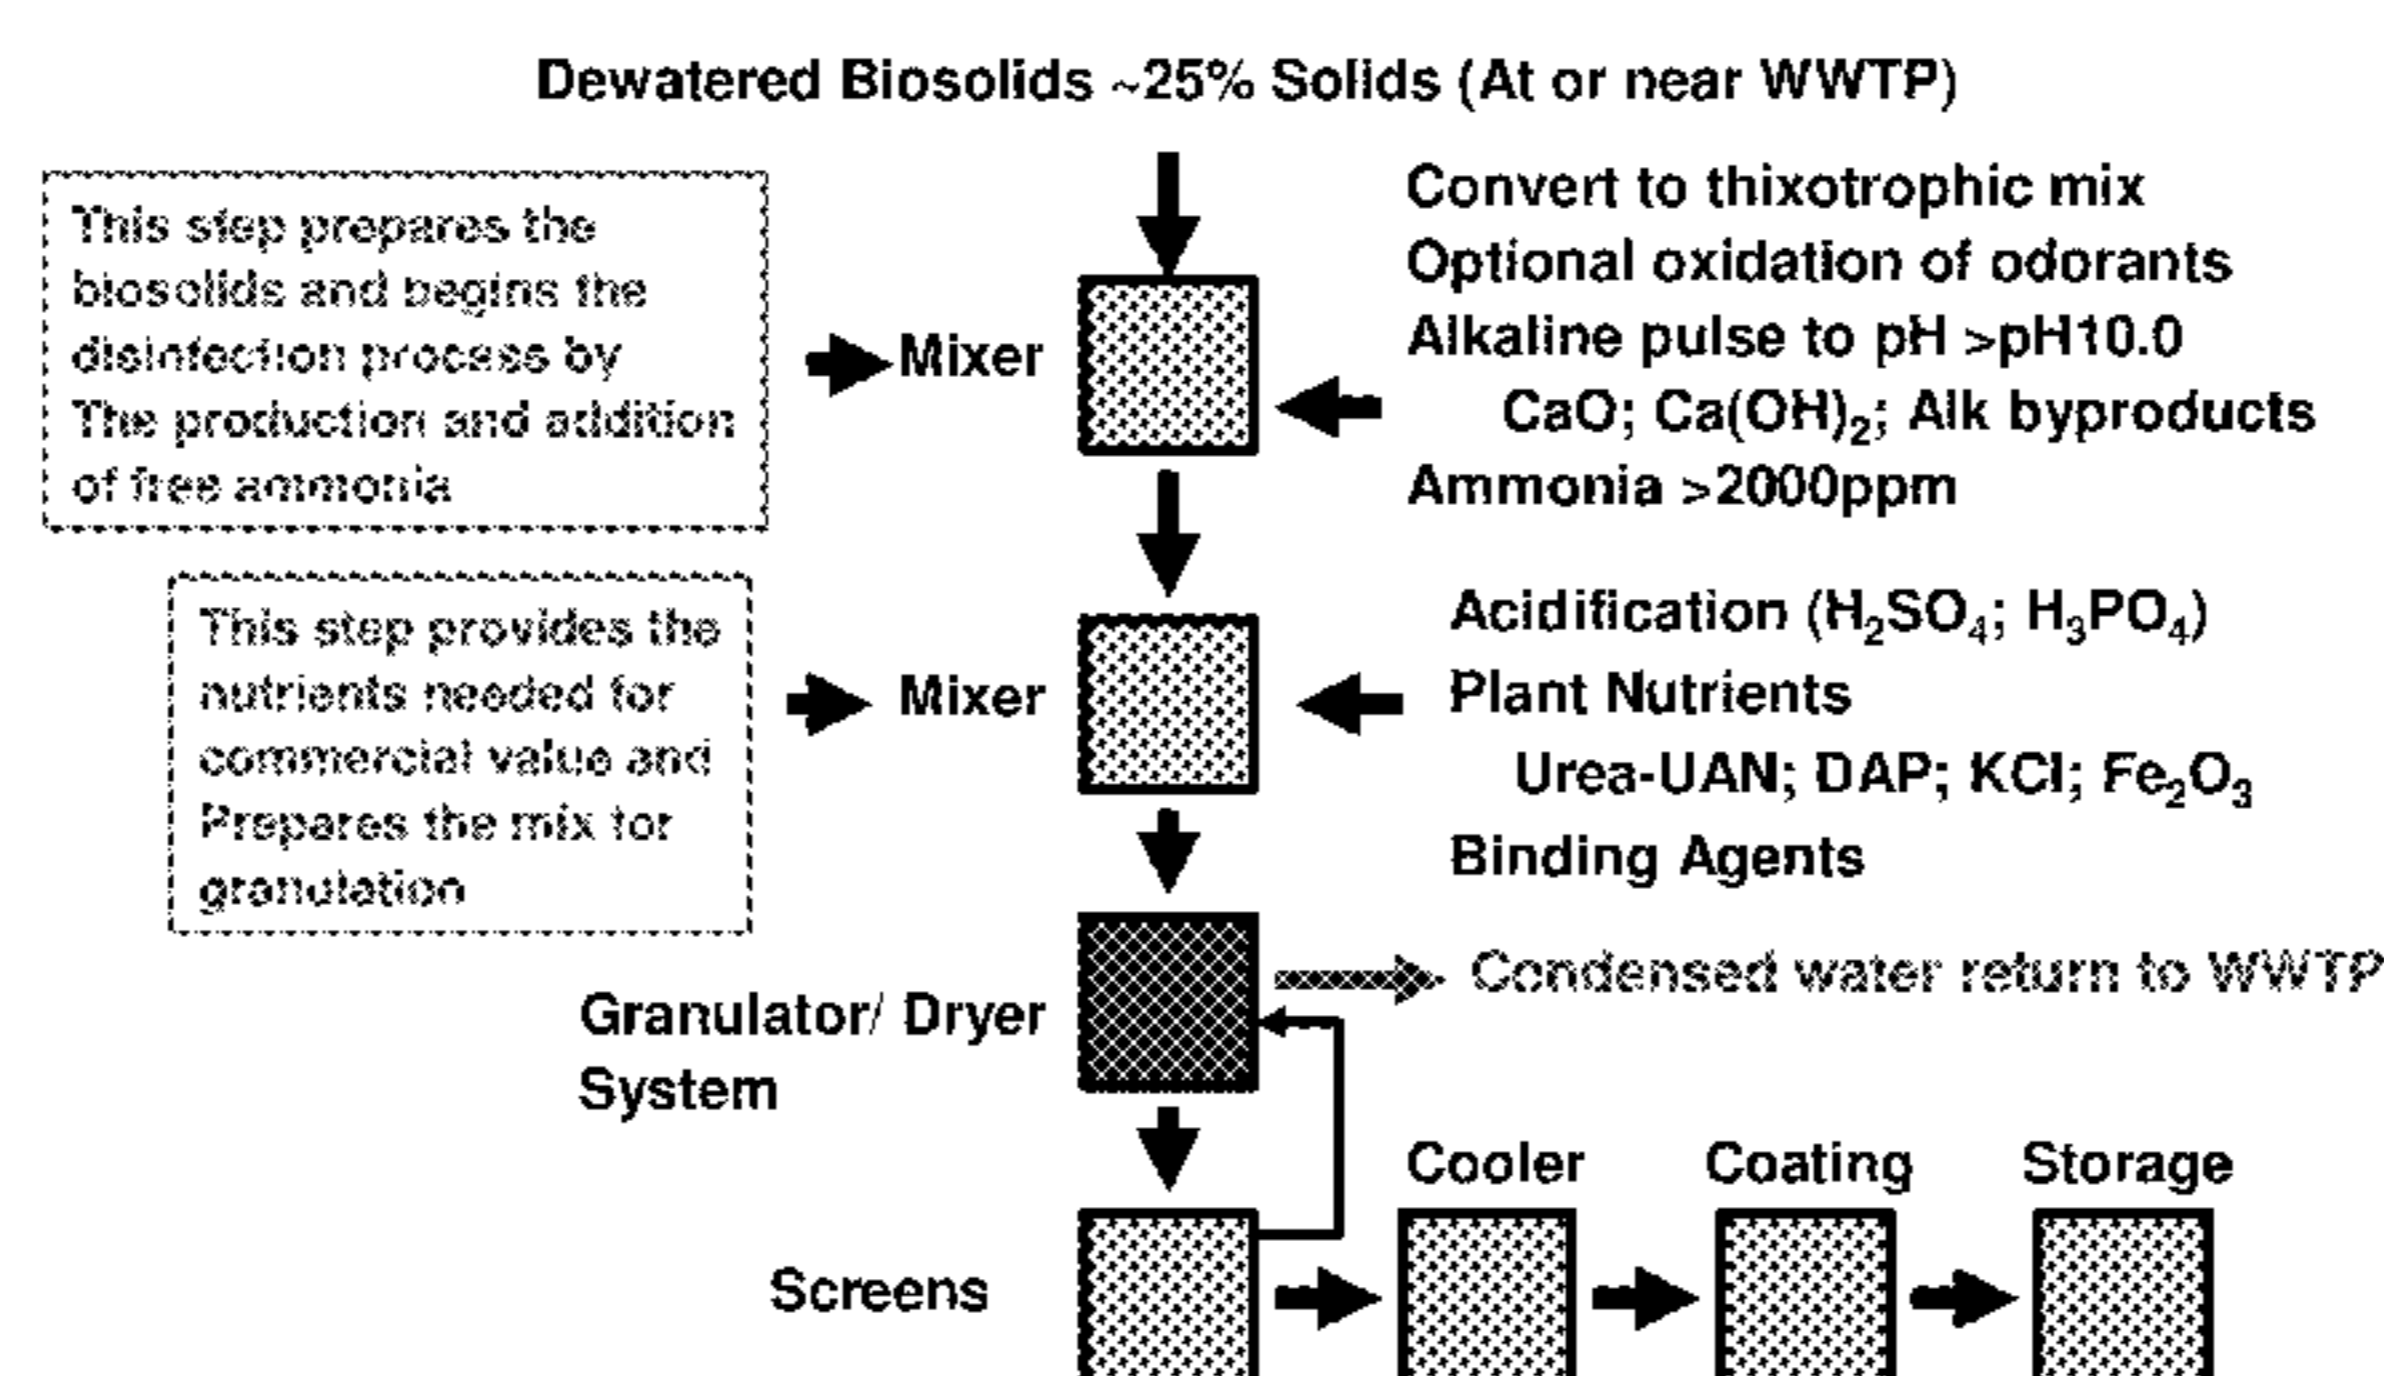 Dewatered Biosolids ~25% Solids (At or near WWTP)
This step prepares the
biosolids and begins the
disinfection process by
The production and addition
of free ammonia
Mixer
Convert to thixotrophic mix
Optional oxidation of odorants
Alkaline pulse to pH >pH10.0
CaO; Ca(OH)₂; Alk byproducts
Ammonia >2000ppm
This step provides the
nutrients needed for
commercial value and
Prepares the mix for
granulation
Mixer
Acidification (H₂SO₄; H₃PO₄)
Plant Nutrients
Urea-UAN; DAP; KCl; Fe₂O₃
Binding Agents
Granulator/ Dryer
System
Condensed water return to WWTP
Screens
Cooler
Coating
Storage